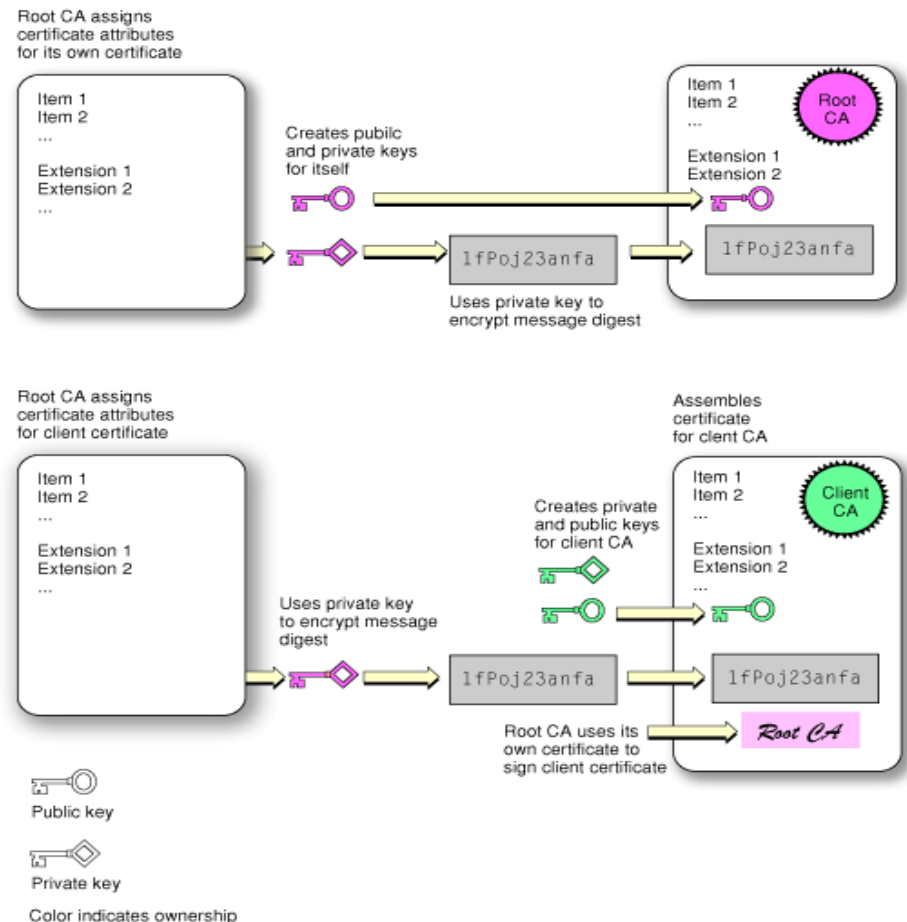 Root CA assigns
certificate attributes
for its own certificate
Item 1
Item 2
...
Extension 1
Extension 2
...
Creates pubilc
and private keys
for itself
1fPoj23anfa
Uses private key to
encrypt message digest
Item 1
Item 2
...
Root
CA
Extension 1
Extension 2
1fPoj23anfa
Root CA assigns
certificate attributes
for client certificate
Item 1
Item 2
...
Extension 1
Extension 2
...
Uses private key
to encrypt message
digest
1fPoj23anfa
Creates private
and public keys
for client CA
Root CA uses its
own certificate to
sign client certificate
Assembles
certificate
for clent CA
Item 1
Item 2
...
Client
CA
Extension 1
Extension 2
...
1fPoj23anfa
Root CA
Public key
Private key
Color indicates ownership